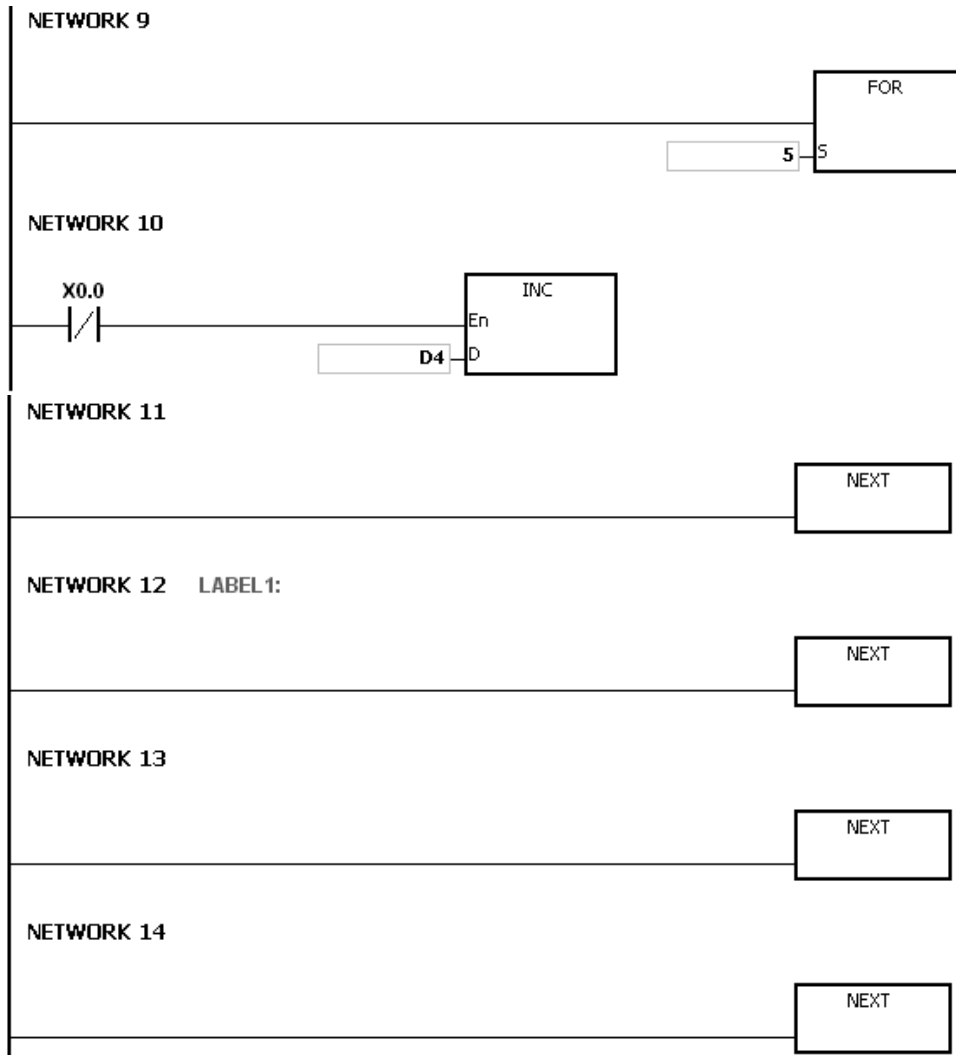 NETWORK 9
FOR
5 S
NETWORK 10
X0.0
INC
En
D4 D
NETWORK 11
NEXT
NETWORK 12 LABEL1:
NEXT
NETWORK 13
NEXT
NETWORK 14
NEXT